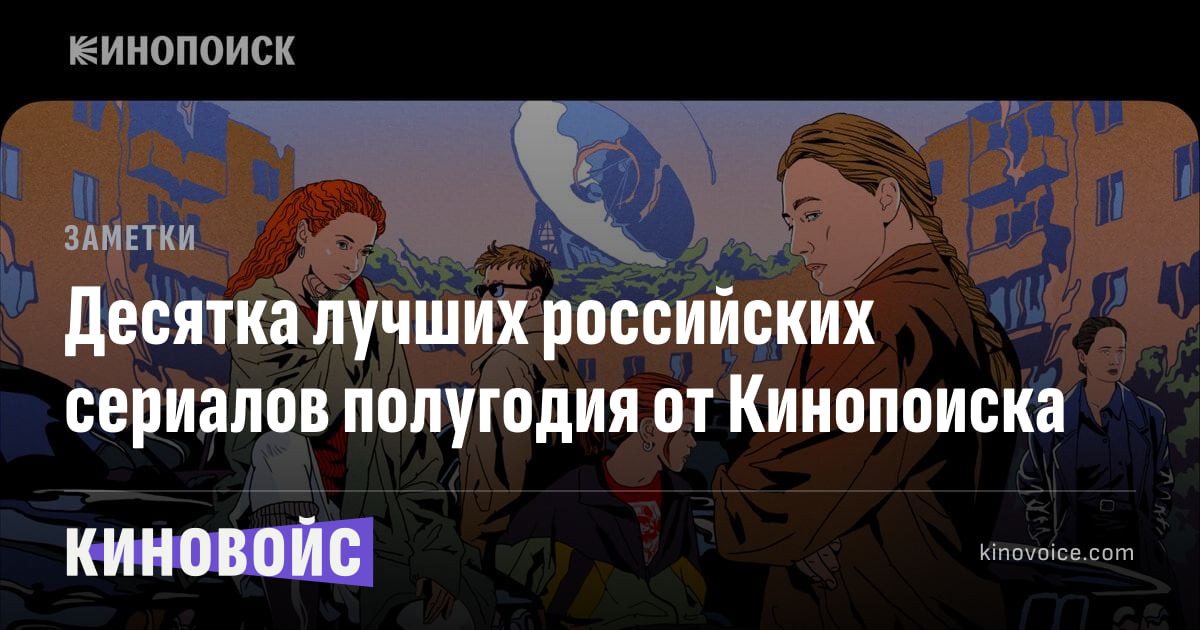 КИНОПОИСК
ЗАМЕТКИ
Десятка лучших российских
сериалов полугодия от Кинопоиска
КИНОВОЙС
kinovoice.com